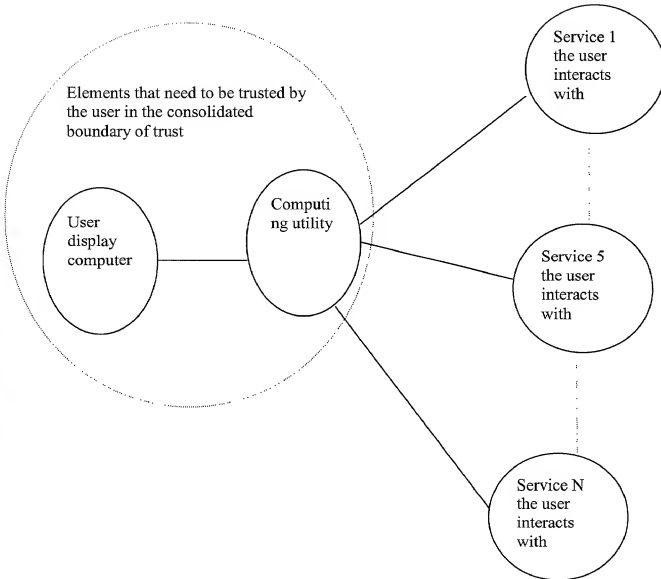 Elements that need to be trusted by
the user in the consolidated
boundary of trust
User
display
computer
Computi
ng utility
Service 1
the user
interacts
with
Service 5
the user
interacts
with
Service N
the user
interacts
with